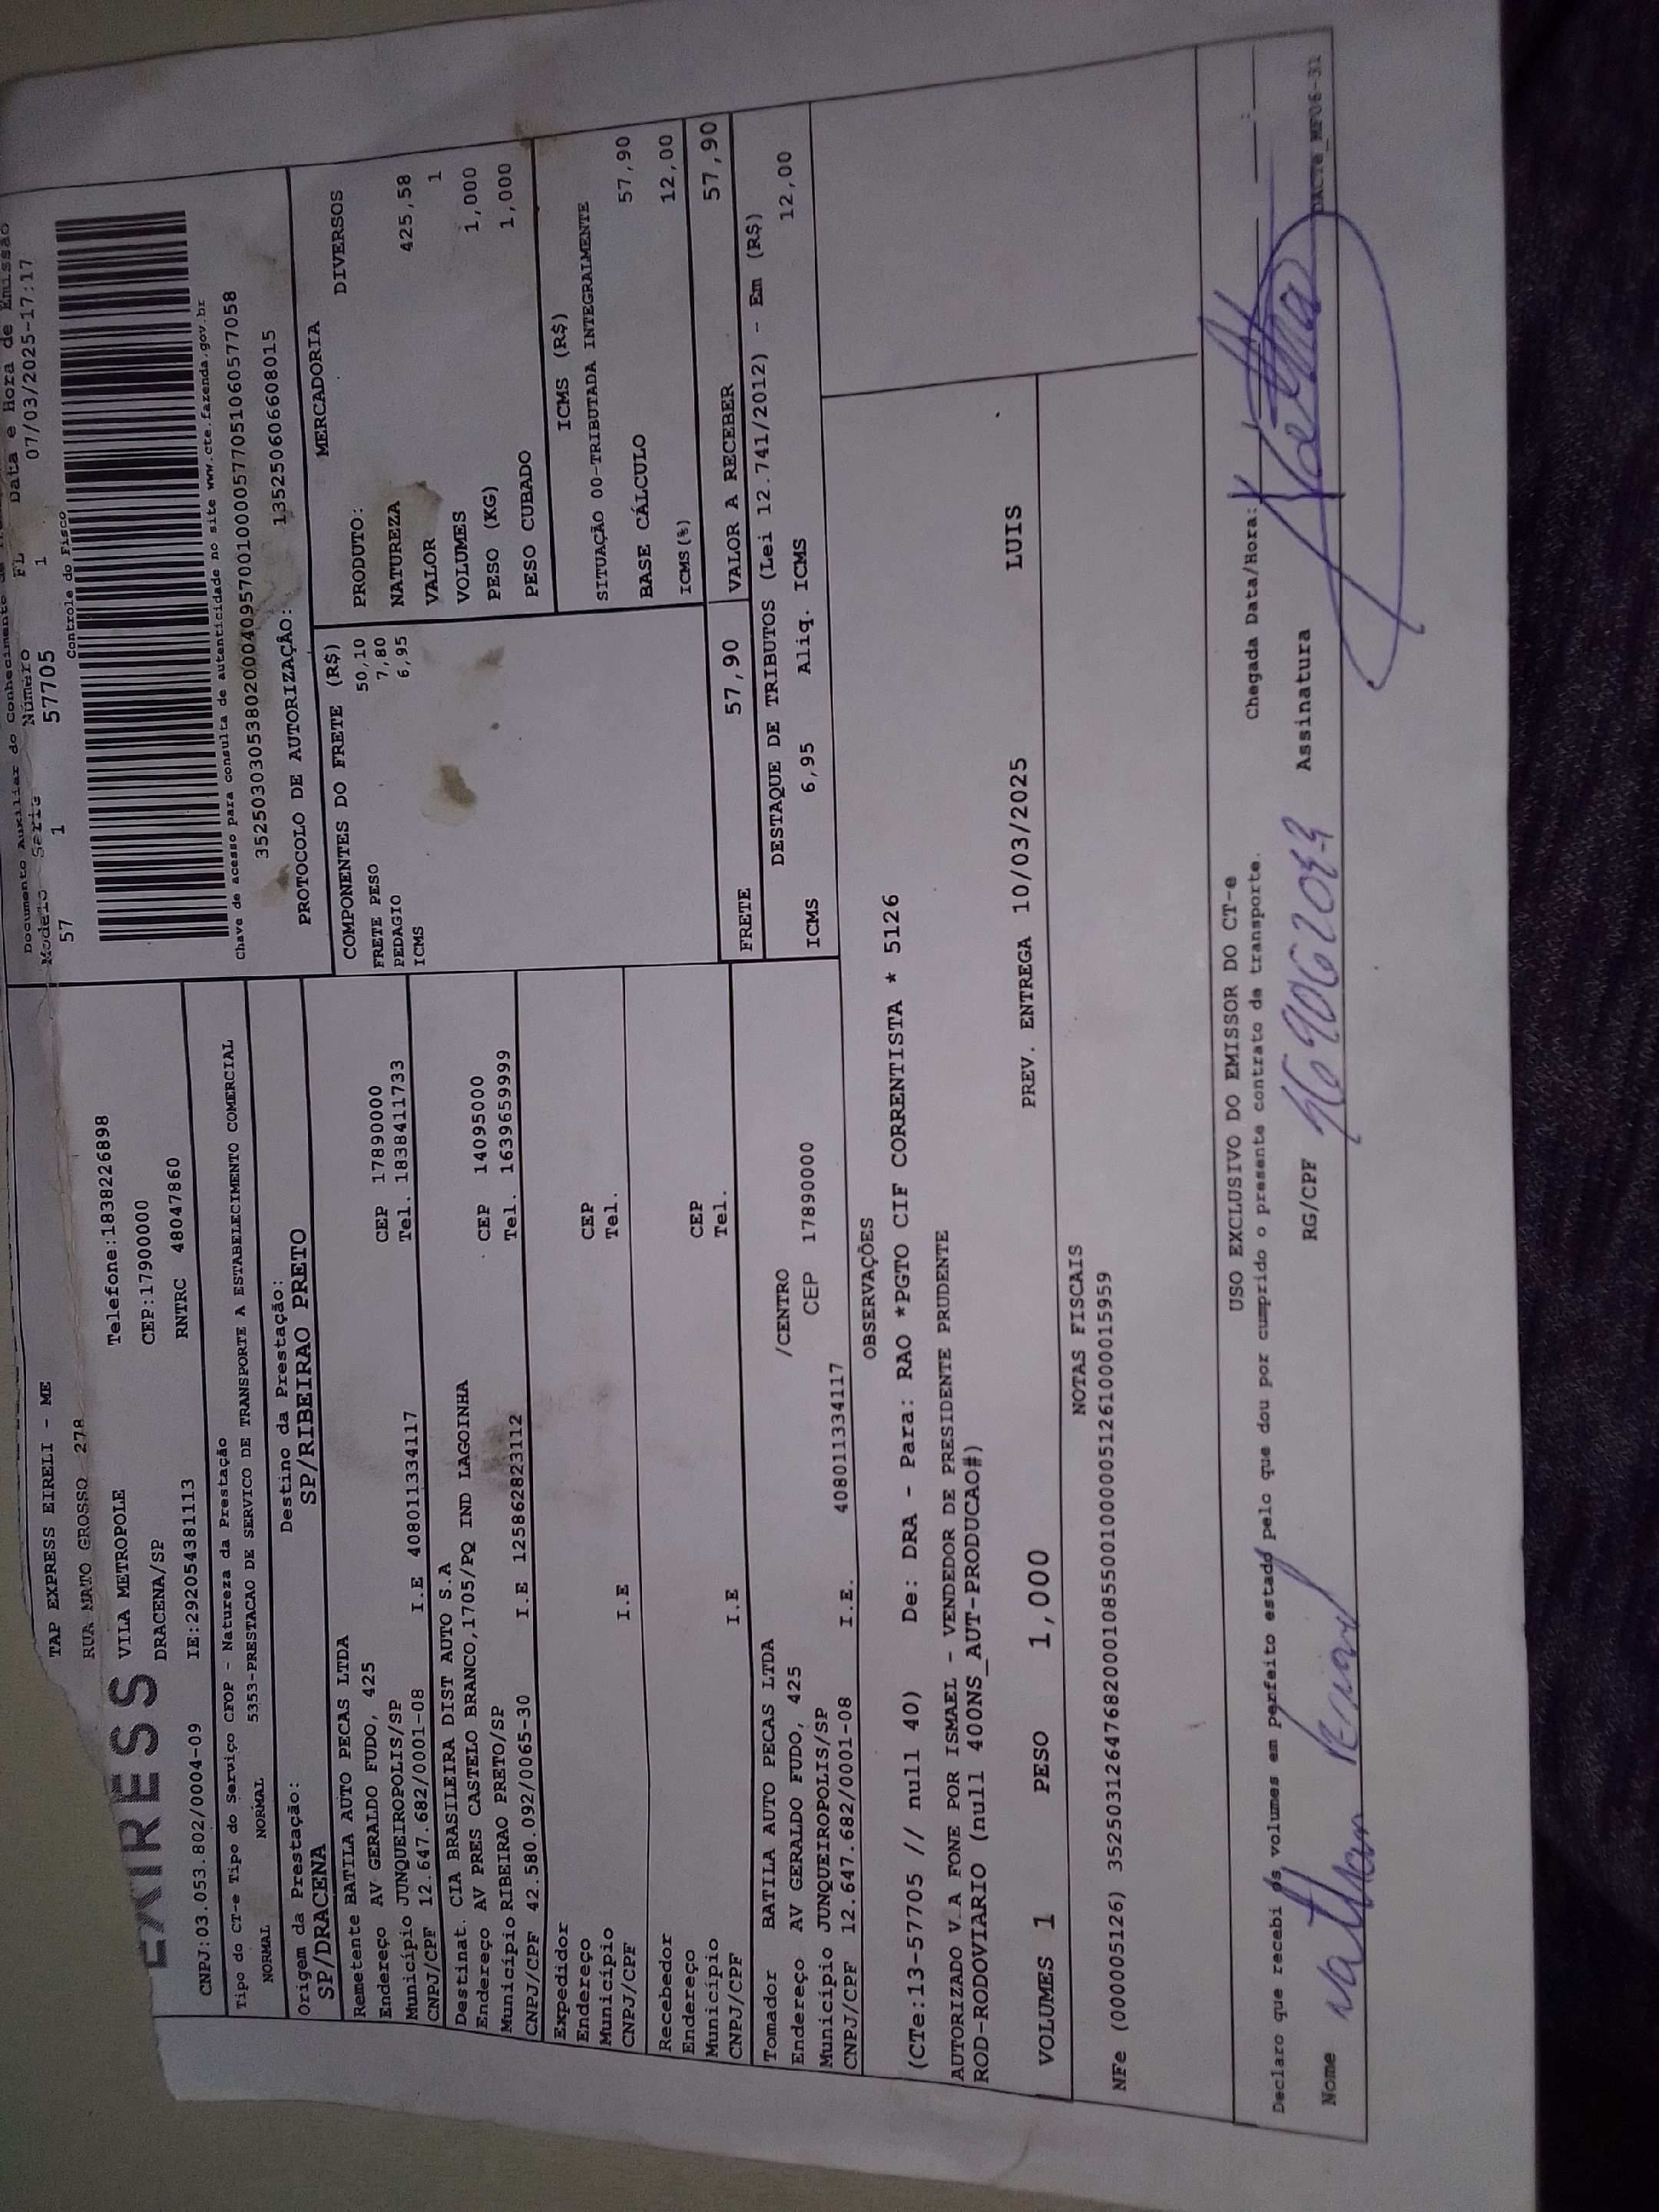 EXPRESS
TAP EXPRESS EIRELI - ME
RUA MATO GROSSO 278
VILA METROPOLE Telefone:1838226898
DRACENA/SP CEP:17900000
CNPJ:03.053.802/0004-09 IE:292054381113 RNTRC 48047860
Documento Auxiliar do Conhecimento de
Modelo Serie Número FL Data e Hora de Emissão
57 1 57705 1 07/03/2025-17:17
Controle do Fisco
Chave de acesso para consulta de autenticidade no site www.cte.fazenda.gov.br
35250303053802000409570010000577051060577058
PROTOCOLO DE AUTORIZAÇÃO: 135250606608015
Tipo do CT-e Tipo do Serviço CFOP - Natureza da Prestação
NORMAL NORMAL 5353-PRESTACAO DE SERVICO DE TRANSPORTE A ESTABELECIMENTO COMERCIAL
Origem da Prestação: Destino da Prestação:
SP/DRACENA SP/RIBEIRAO PRETO
Remetente BATILA AUTO PECAS LTDA
Endereço AV GERALDO FUDO, 425 CEP 17890000
Município JUNQUEIROPOLIS/SP Tel. 1838411733
CNPJ/CPF 12.647.682/0001-08 I.E 408011334117
Destinat. CIA BRASILEIRA DIST AUTO S.A
Endereço AV PRES CASTELO BRANCO,1705/PQ IND LAGOINHA CEP 14095000
Município RIBEIRAO PRETO/SP Tel. 1639659999
CNPJ/CPF 42.580.092/0065-30 I.E 125862823112
Expedidor
Endereço CEP
Município Tel.
CNPJ/CPF I.E
Recebedor
Endereço CEP
Município Tel.
CNPJ/CPF I.E
Tomador BATILA AUTO PECAS LTDA
Endereço AV GERALDO FUDO, 425 /CENTRO
Município JUNQUEIROPOLIS/SP CEP 17890000
CNPJ/CPF 12.647.682/0001-08 I.E. 408011334117
COMPONENTES DO FRETE (R$)
FRETE PESO 50,10
PEDAGIO 7,80
ICMS 6,95
MERCADORIA
PRODUTO: DIVERSOS
NATUREZA
VALOR 425,58
VOLUMES 1
PESO (KG) 1,000
PESO CUBADO 1,000
ICMS (R$)
SITUAÇÃO 00-TRIBUTADA INTEGRALMENTE
BASE CÁLCULO 57,90
ICMS(%) 12,00
FRETE 57,90 VALOR A RECEBER 57,90
DESTAQUE DE TRIBUTOS (Lei 12.741/2012) - Em (R$)
ICMS 6,95 Aliq. ICMS 12,00
OBSERVAÇÕES
(CTe:13-57705 // null 40) De: DRA - Para: RAO *PGTO CIF CORRENTISTA * 5126
AUTORIZADO V.A FONE POR ISMAEL - VENDEDOR DE PRESIDENTE PRUDENTE
ROD-RODOVIARIO (null 400NS_AUT-PRODUCAO#)
VOLUMES 1 PESO 1,000 PREV. ENTREGA 10/03/2025 LUIS
NOTAS FISCAIS
NFe (000005126) 35250312647682000108550010000051261000015959
USO EXCLUSIVO DO EMISSOR DO CT-e
Declaro que recebi os volumes em perfeito estado pelo que dou por cumprido o presente contrato de transporte. Chegada Data/Hora:
Nome Nathan RG/CPF Assinatura
DACTe_MF06-31